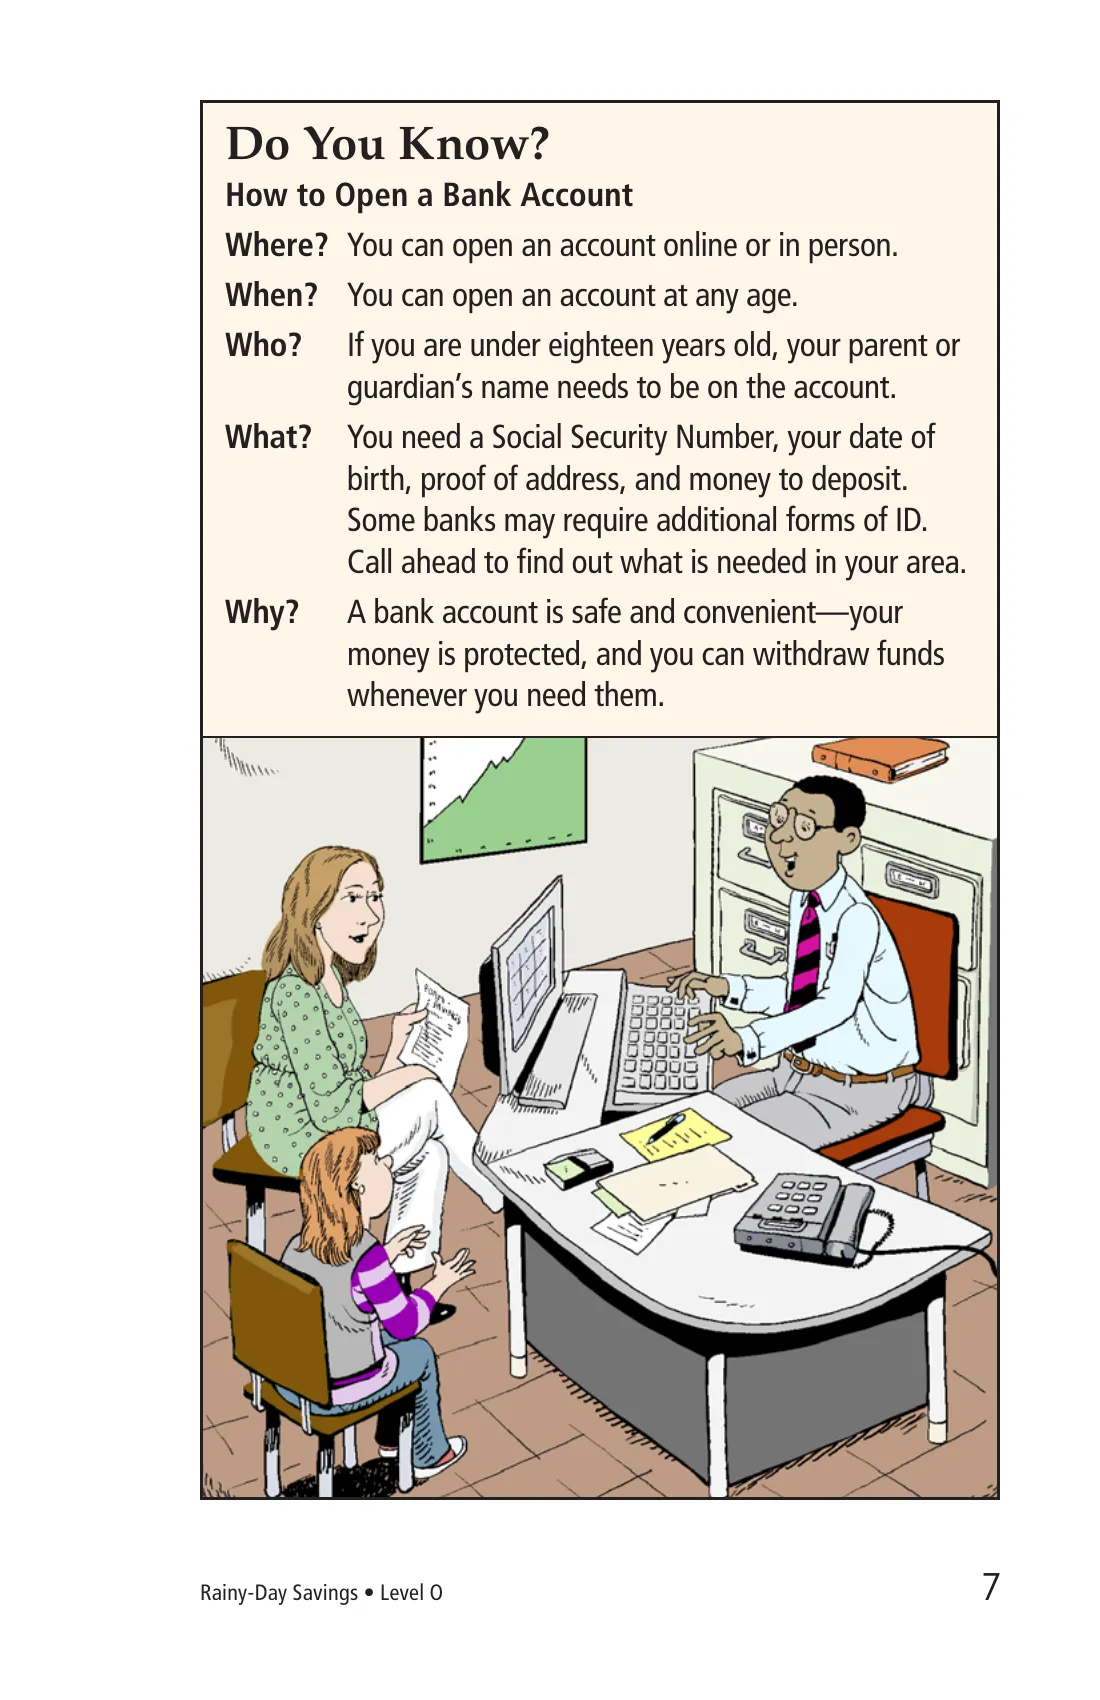 Do You Know?
How to Open a Bank Account
Where? You can open an account online or in person.
When? You can open an account at any age.
Who? If you are under eighteen years old, your parent or
guardian’s name needs to be on the account.
What? You need a Social Security Number, your date of
birth, proof of address, and money to deposit.
Some banks may require additional forms of ID.
Call ahead to find out what is needed in your area.
Why? A bank account is safe and convenient—your
money is protected, and you can withdraw funds
whenever you need them.
Rainy-Day Savings • Level O
7